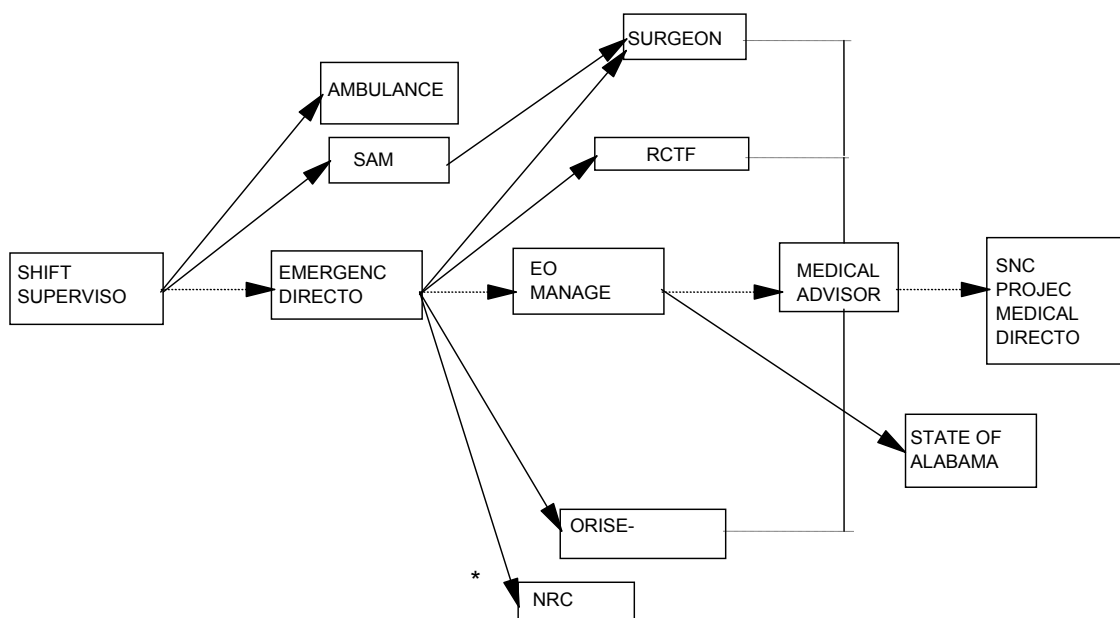 SURGEON
AMBULANCE
SAM
RCTF
SHIFT
SUPERVISO
EMERGENC
DIRECTO
EO
MANAGE
MEDICAL
ADVISOR
SNC
PROJEC
MEDICAL
DIRECTO
STATE OF
ALABAMA
ORISE-
*
NRC